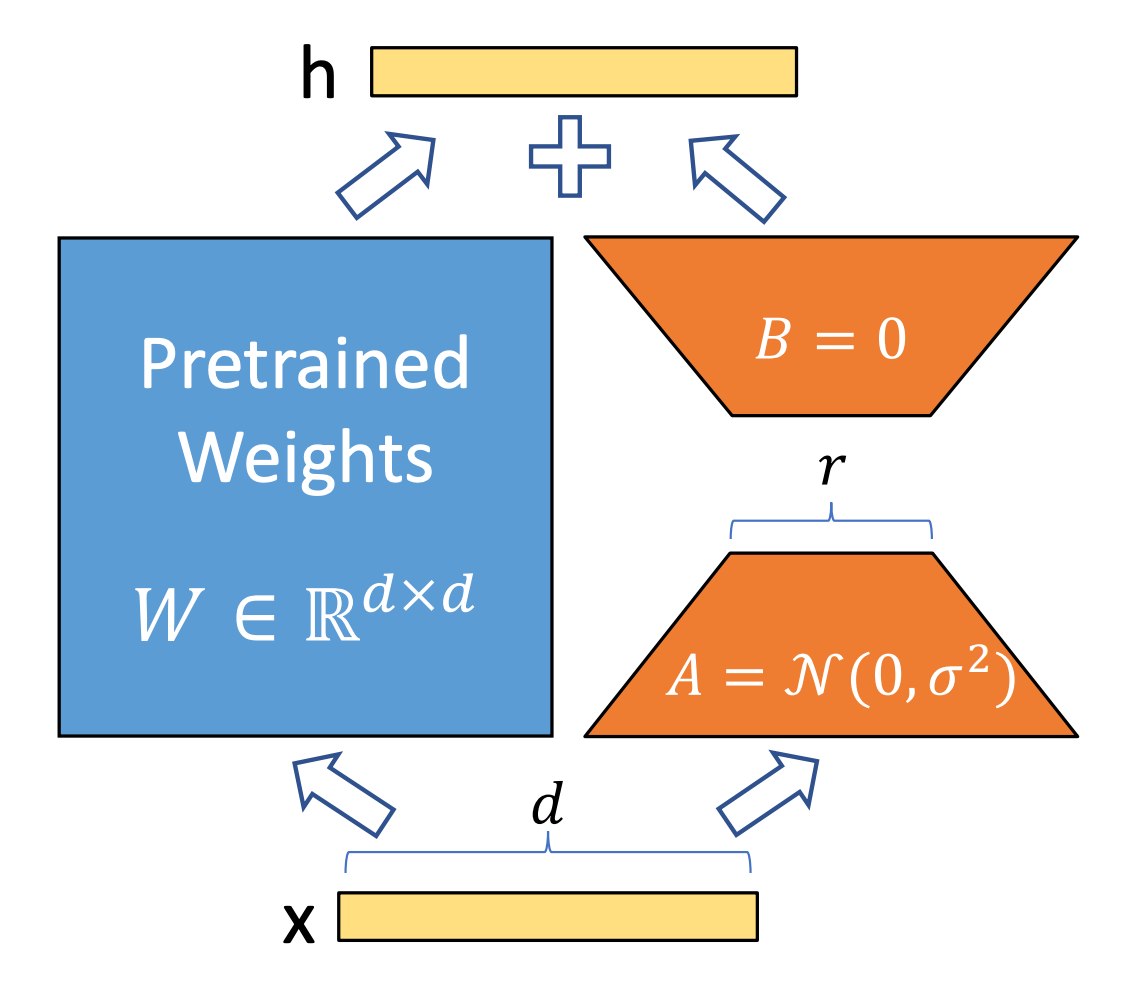 h
Pretrained
Weights
𝑊 ∈ ℝ^{𝑑×𝑑}
𝐵 = 0
𝑟
𝐴 = 𝒩(0, 𝜎²)
𝑑
x